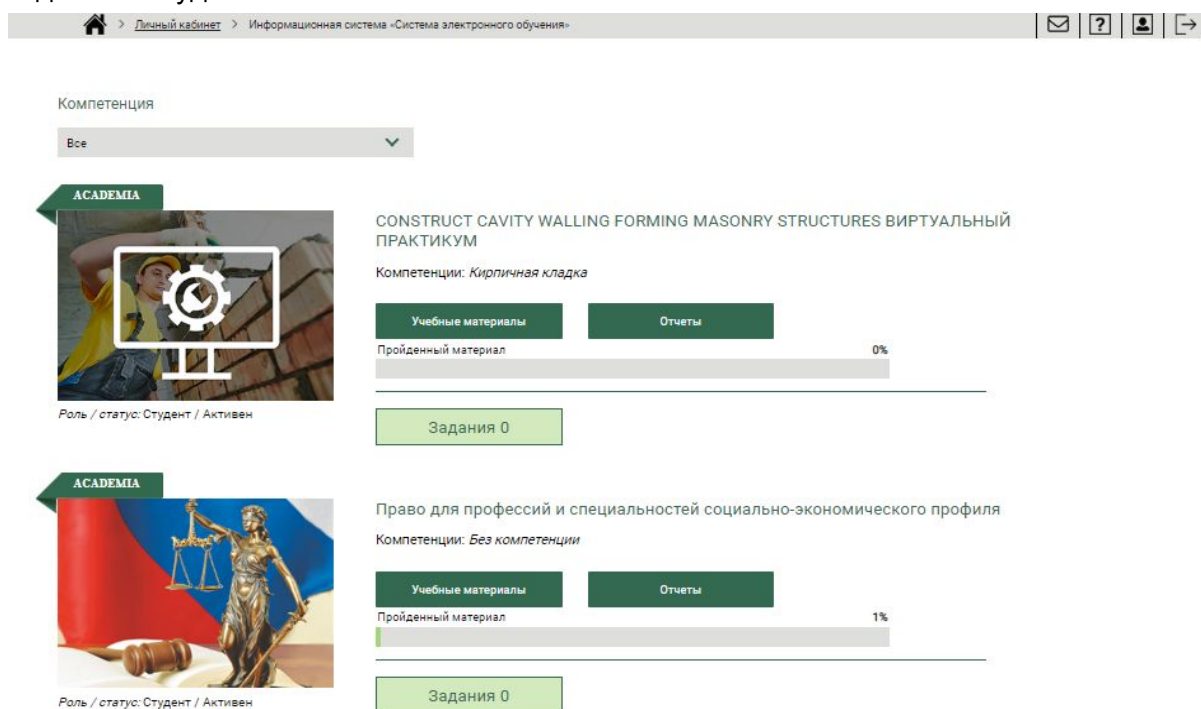 > Личный кабинет > Информационная система «Система электронного обучения»
Компетенция
Все
ACADEMIA
CONSTRUCT CAVITY WALLING FORMING MASONRY STRUCTURES ВИРТУАЛЬНЫЙ
ПРАКТИКУМ
Компетенции: Кирпичная кладка
Учебные материалы Отчеты
Пройденный материал 0%
Роль / статус: Студент / Активен
Задания 0
ACADEMIA
Право для профессий и специальностей социально-экономического профиля
Компетенции: Без компетенции
Учебные материалы Отчеты
Пройденный материал 1%
Роль / статус: Студент / Активен
Задания 0